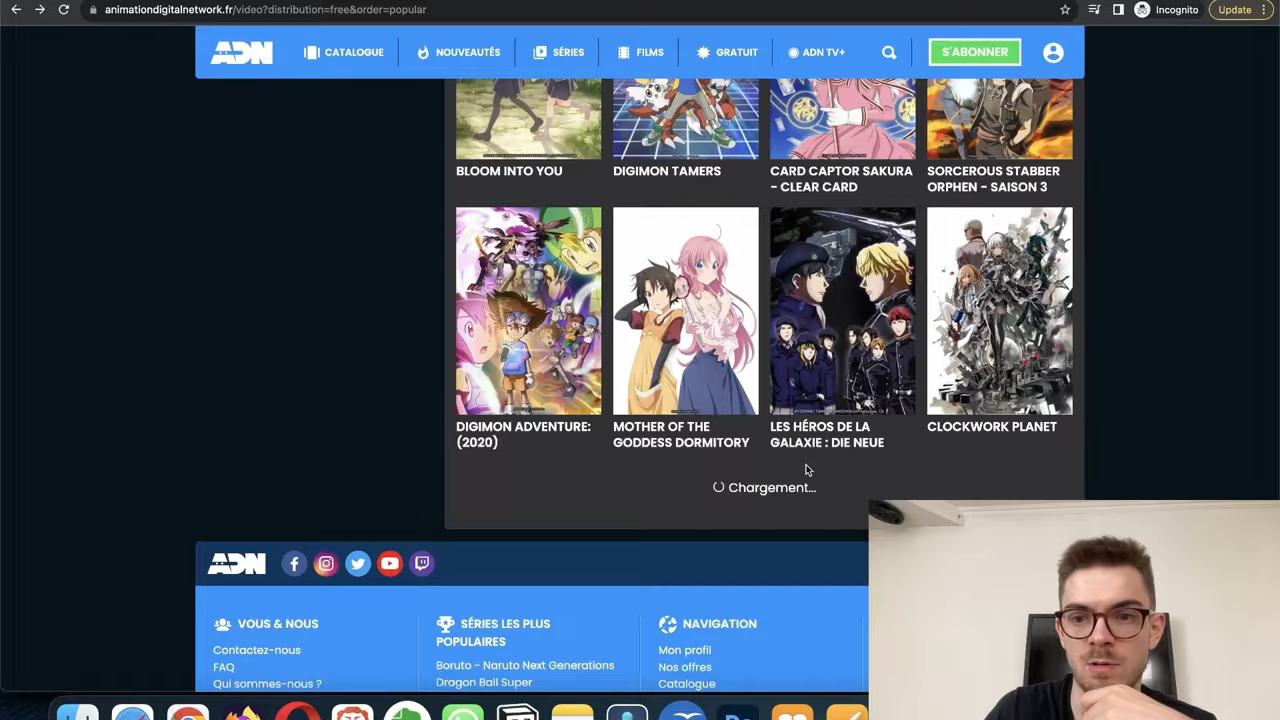 animationdigitalnetwork.fr/video?distribution=free&order=popular
Incognito
Update
ADN
CATALOGUE
NOUVEAUTÉS
SÉRIES
FILMS
GRATUIT
ADN TV+
S'ABONNER
BLOOM INTO YOU
DIGIMON TAMERS
CARD CAPTOR SAKURA
- CLEAR CARD
SORCEROUS STABBER
ORPHEN - SAISON 3
DIGIMON ADVENTURE:
(2020)
MOTHER OF THE
GODDESS DORMITORY
LES HÉROS DE LA
GALAXIE : DIE NEUE
CLOCKWORK PLANET
Chargement...
ADN
VOUS & NOUS
Contactez-nous
FAQ
Qui sommes-nous ?
SÉRIES LES PLUS
POPULAIRES
Boruto - Naruto Next Generations
Dragon Ball Super
NAVIGATION
Mon profil
Nos offres
Catalogue